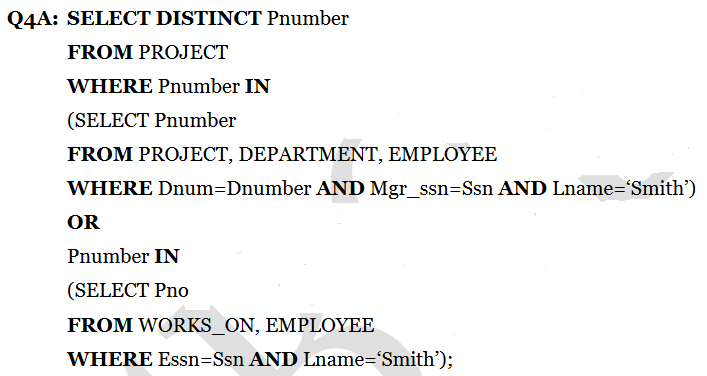 Q4A: SELECT DISTINCT Pnumber
FROM PROJECT
WHERE Pnumber IN
(SELECT Pnumber
FROM PROJECT, DEPARTMENT, EMPLOYEE
WHERE Dnum=Dnumber AND Mgr_ssn=Ssn AND Lname=‘Smith’)
OR
Pnumber IN
(SELECT Pno
FROM WORKS_ON, EMPLOYEE
WHERE Essn=Ssn AND Lname=‘Smith’);